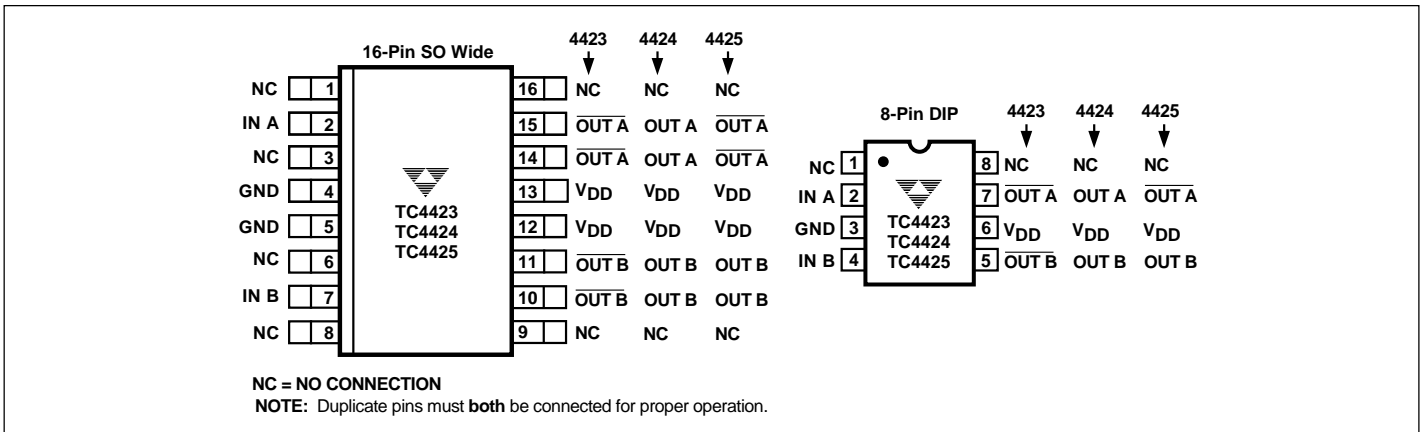 16-Pin SO Wide
4423 4424 4425
NC 1 16 NC NC NC
IN A 2 15 OUT A OUT A OUT A
NC 3 14 OUT A OUT A OUT A
GND 4 13 VDD VDD VDD
GND 5 12 VDD VDD VDD
NC 6 11 OUT B OUT B OUT B
IN B 7 10 OUT B OUT B OUT B
NC 8 9 NC NC NC
TC4423
TC4424
TC4425
8-Pin DIP
4423 4424 4425
NC 1 8 NC NC NC
IN A 2 7 OUT A OUT A OUT A
GND 3 6 VDD VDD VDD
IN B 4 5 OUT B OUT B OUT B
TC4423
TC4424
TC4425
NC = NO CONNECTION
NOTE: Duplicate pins must both be connected for proper operation.